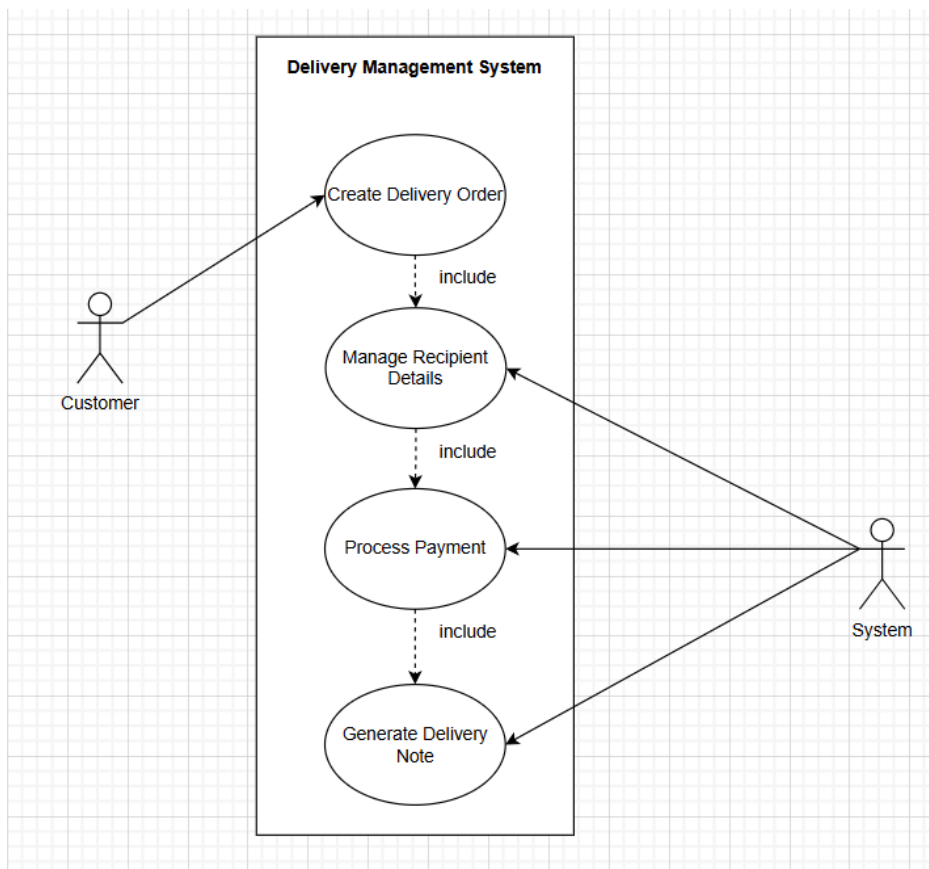 Delivery Management System
Create Delivery Order
include
Customer
Manage Recipient
Details
include
Process Payment
include
System
Generate Delivery
Note